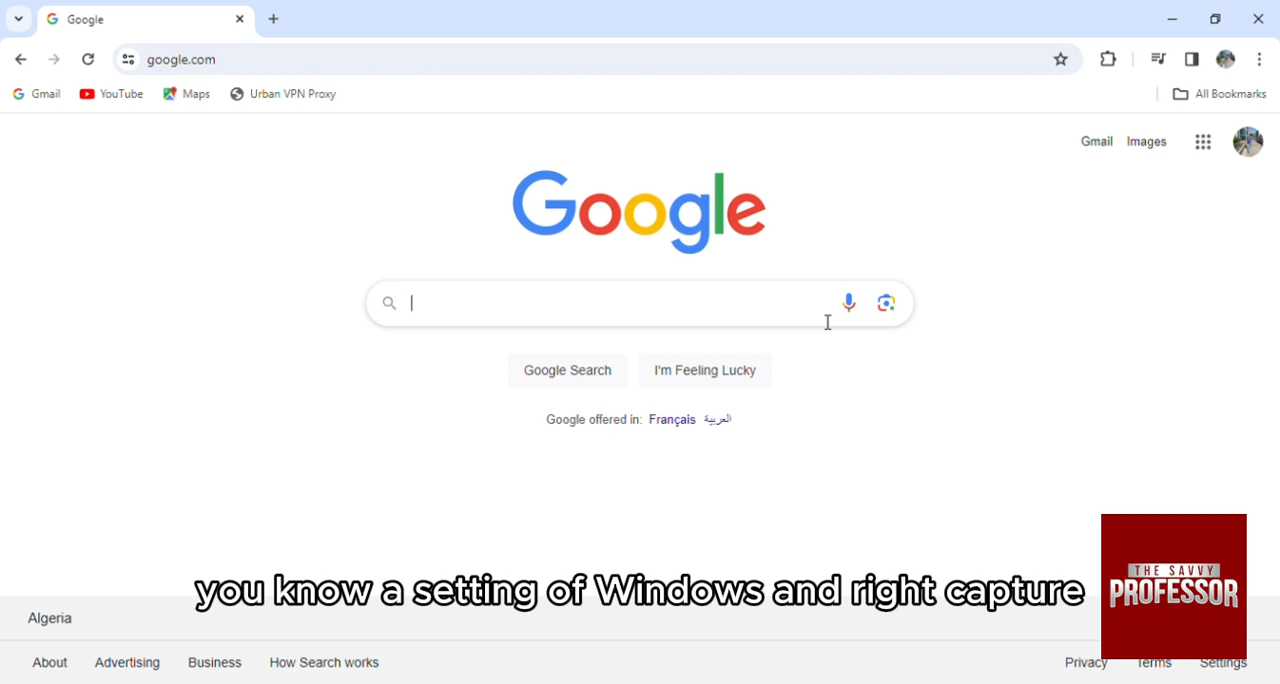 Google
google.com
Gmail YouTube Maps Urban VPN Proxy All Bookmarks
Gmail Images
Google
Google Search I'm Feeling Lucky
Google offered in: Français العربية
you know a setting of Windows and right capture
THE SAVVY
PROFESSOR
Algeria
About Advertising Business How Search works Privacy Terms Settings